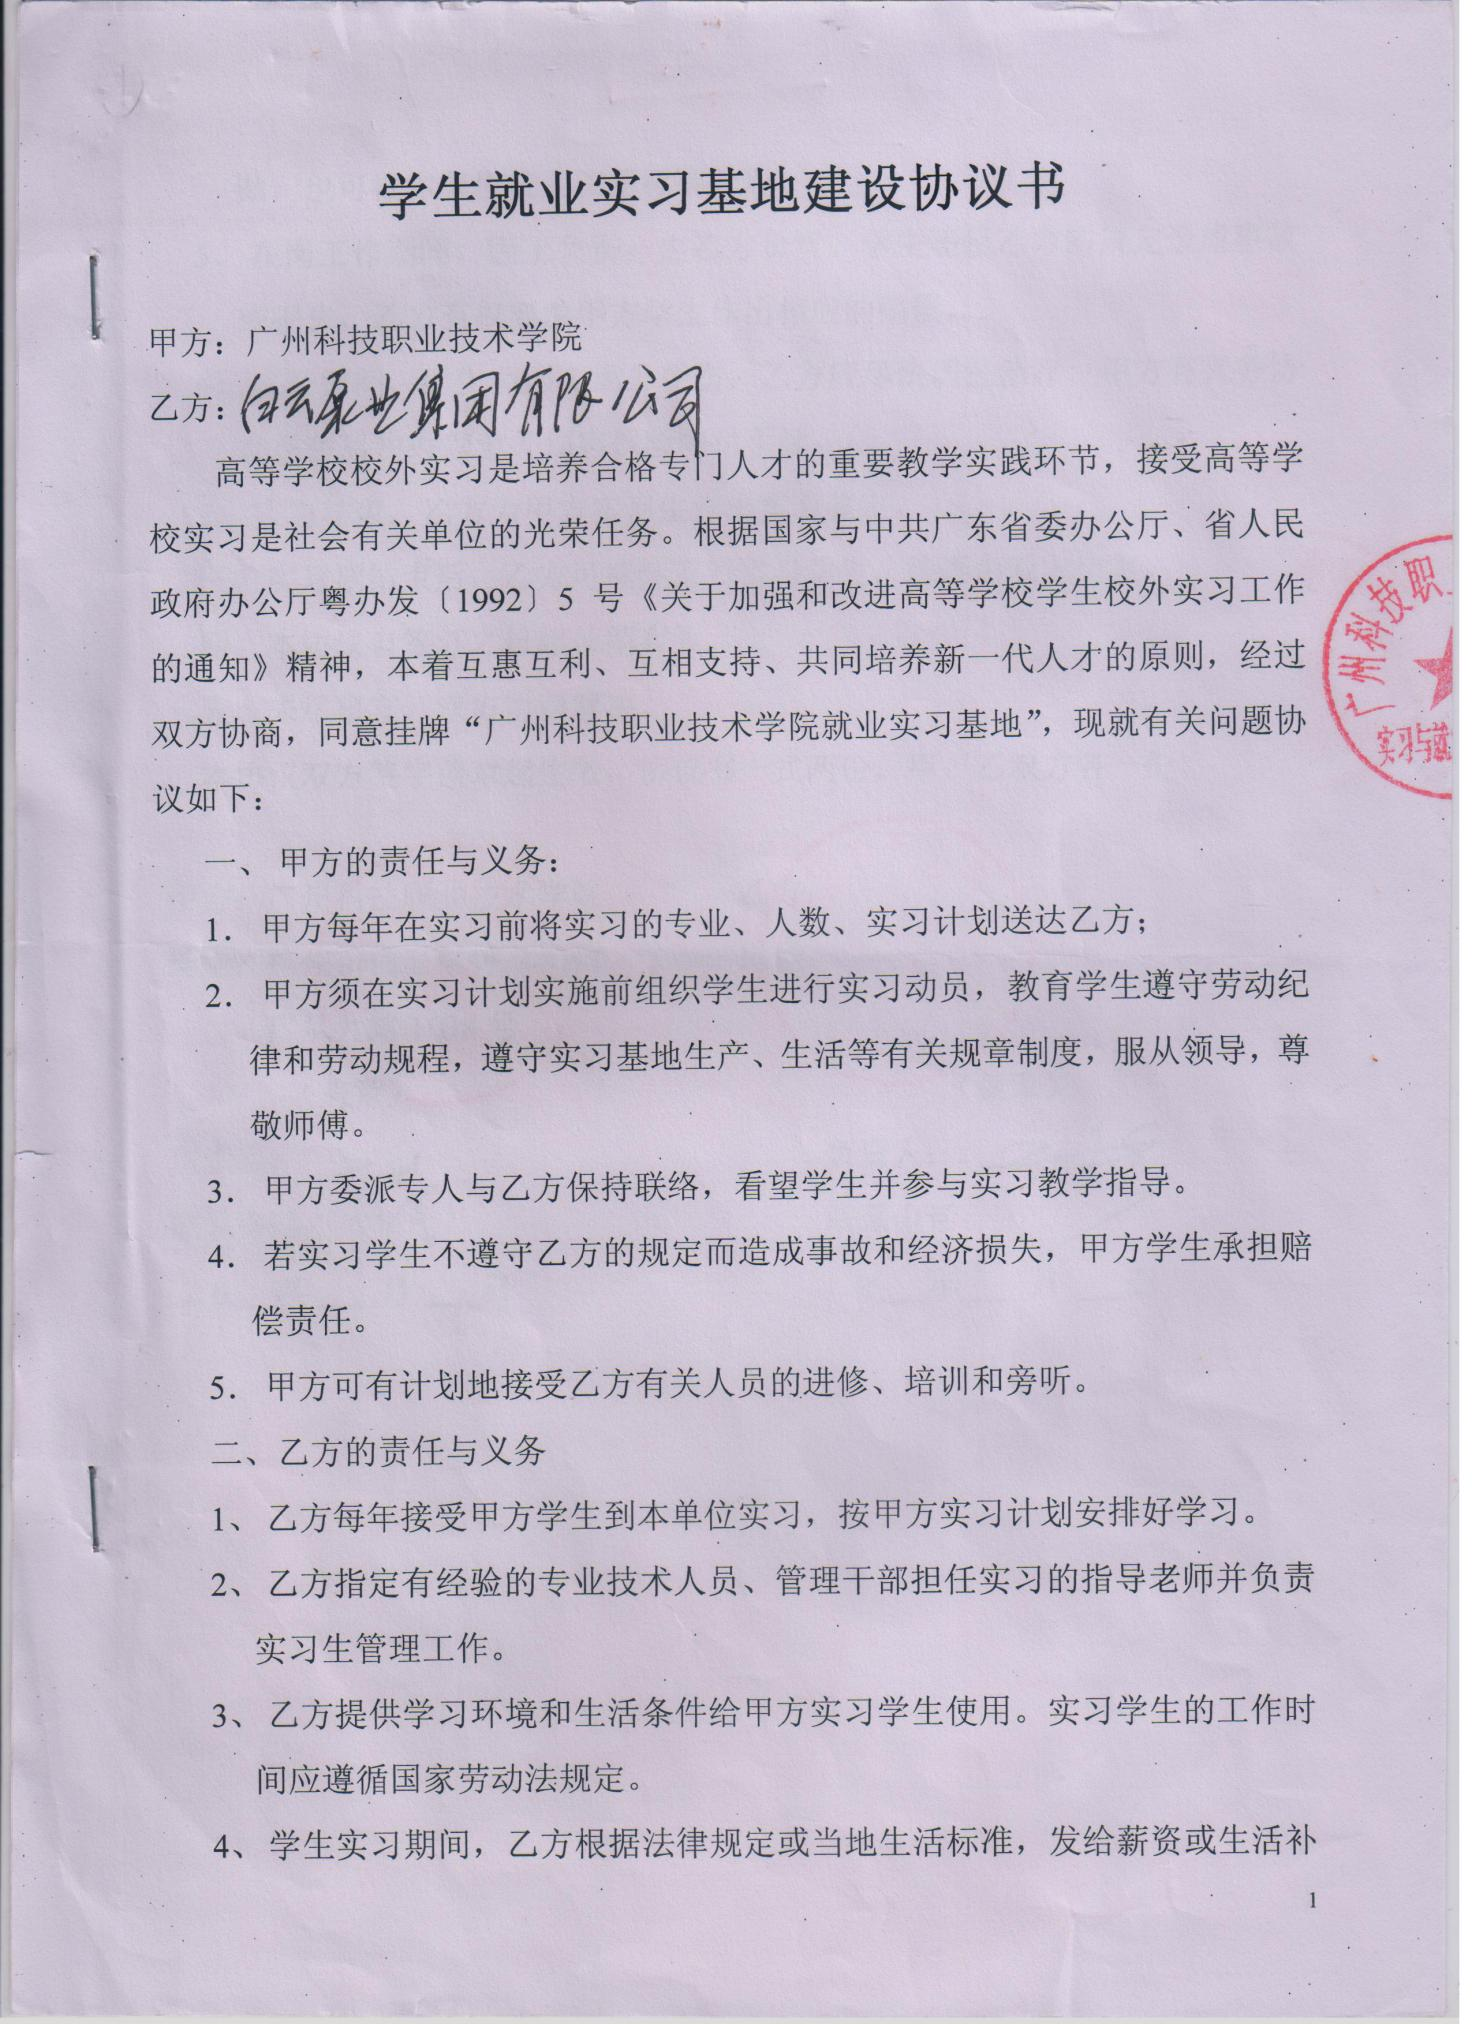 学生就业实习基地建设协议书
甲方：广州科技职业技术学院
乙方：白云泵业集团有限公司
高等学校校外实习是培养合格专门人才的重要教学实践环节，接受高等学
校实习是社会有关单位的光荣任务。根据国家与中共广东省委办公厅、省人民
政府办公厅粤办发〔1992〕5 号《关于加强和改进高等学校学生校外实习工作
的通知》精神，本着互惠互利、互相支持、共同培养新一代人才的原则，经过
双方协商，同意挂牌“广州科技职业技术学院就业实习基地”，现就有关问题协
议如下：
一、 甲方的责任与义务：
1. 甲方每年在实习前将实习的专业、人数、实习计划送达乙方；
2. 甲方须在实习计划实施前组织学生进行实习动员，教育学生遵守劳动纪
律和劳动规程，遵守实习基地生产、生活等有关规章制度，服从领导，尊
敬师傅。
3. 甲方委派专人与乙方保持联络，看望学生并参与实习教学指导。
4. 若实习学生不遵守乙方的规定而造成事故和经济损失，甲方学生承担赔
偿责任。
5. 甲方可有计划地接受乙方有关人员的进修、培训和旁听。
二、乙方的责任与义务
1、乙方每年接受甲方学生到本单位实习，按甲方实习计划安排好学习。
2、乙方指定有经验的专业技术人员、管理干部担任实习的指导老师并负责
实习生管理工作。
3、乙方提供学习环境和生活条件给甲方实习学生使用。实习学生的工作时
间应遵循国家劳动法规定。
4、学生实习期间，乙方根据法律规定或当地生活标准，发给薪资或生活补
1
广州科技职
实习与就